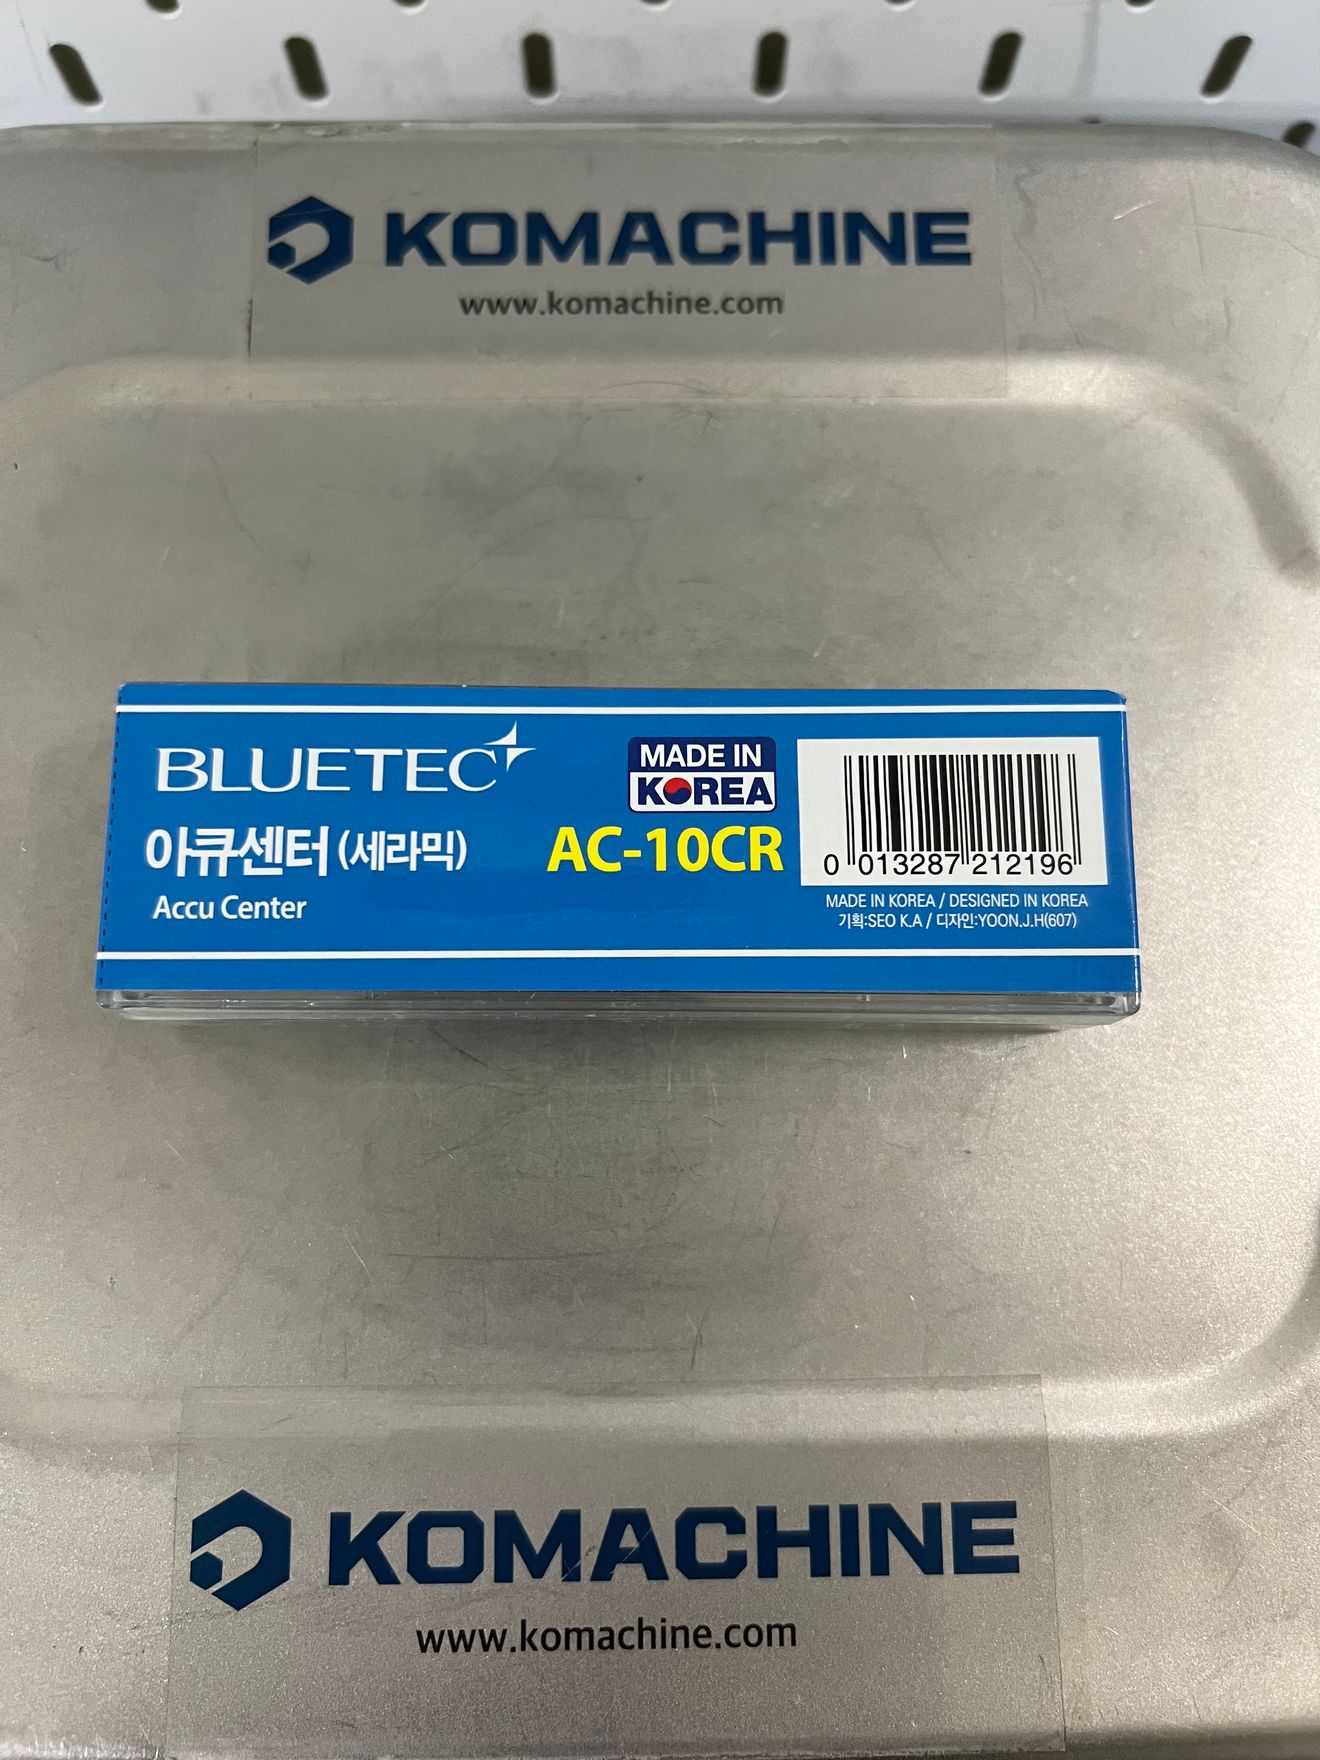 KOMACHINE
www.komachine.com
BLUETEC
MADE IN
KOREA
아큐센터 (세라믹)
AC-10CR
Accu Center
0 013287 212196
MADE IN KOREA / DESIGNED IN KOREA
기획:SEO K.A / 디자인:YOON.J.H(607)
KOMACHINE
www.komachine.com